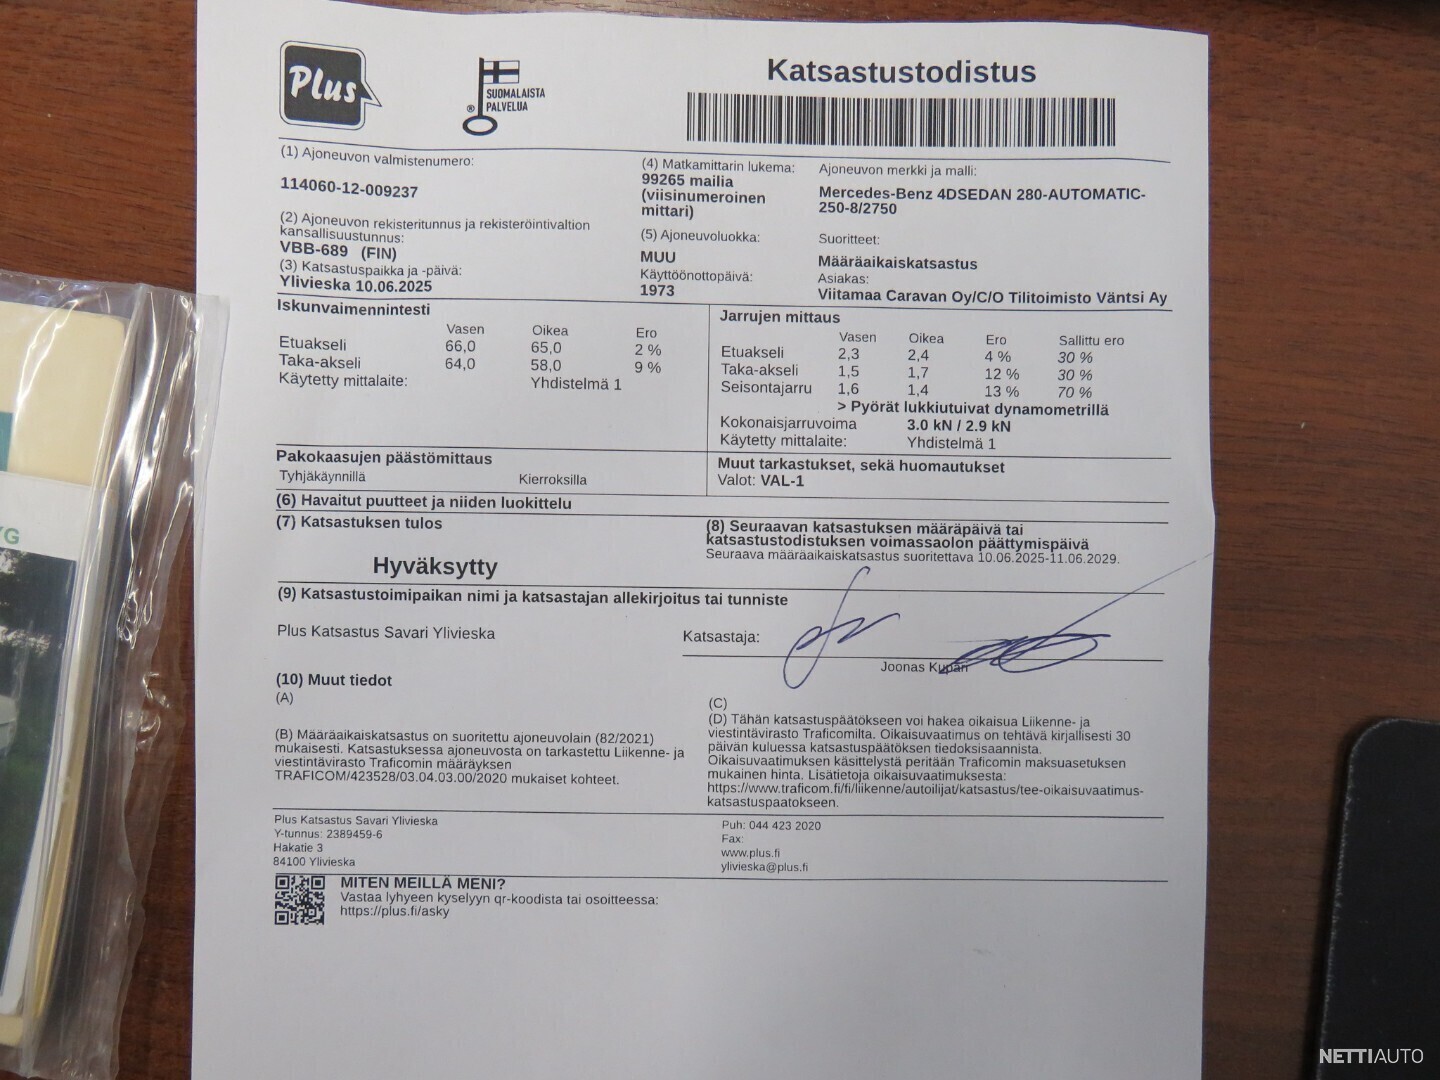 Plus
SUOMALAISTA
® PALVELUA
Katsastustodistus
(1) Ajoneuvon valmistenumero:
114060-12-009237
(2) Ajoneuvon rekisteritunnus ja rekisteröintivaltion
kansallisuustunnus:
VBB-689 (FIN)
(3) Katsastuspaikka ja -päivä:
Ylivieska 10.06.2025
(4) Matkamittarin lukema:
99265 mailia
(viisinumeroinen
mittari)
(5) Ajoneuvoluokka:
MUU
Käyttöönottopäivä:
1973
Ajoneuvon merkki ja malli:
Mercedes-Benz 4DSEDAN 280-AUTOMATIC-
250-8/2750
Suoritteet:
Määräaikaiskatsastus
Asiakas:
Viitamaa Caravan Oy/C/O Tilitoimisto Väntsi Ay
Iskunvaimennintesti
Vasen Oikea Ero
Etuakseli 66,0 65,0 2 %
Taka-akseli 64,0 58,0 9 %
Käytetty mittalaite: Yhdistelmä 1
Jarrujen mittaus
Vasen Oikea Ero Sallittu ero
Etuakseli 2,3 2,4 4 % 30 %
Taka-akseli 1,5 1,7 12 % 30 %
Seisontajarru 1,6 1,4 13 % 70 %
> Pyörät lukkiutuivat dynamometrillä
Kokonaisjarruvoima 3.0 kN / 2.9 kN
Käytetty mittalaite: Yhdistelmä 1
Pakokaasujen päästömittaus
Tyhjäkäynnillä Kierroksilla
Muut tarkastukset, sekä huomautukset
Valot: VAL-1
(6) Havaitut puutteet ja niiden luokittelu
(7) Katsastuksen tulos
Hyväksytty
(8) Seuraavan katsastuksen määräpäivä tai
katsastustodistuksen voimassaolon päättymispäivä
Seuraava määräaikaiskatsastus suoritettava 10.06.2025-11.06.2029.
(9) Katsastustoimipaikan nimi ja katsastajan allekirjoitus tai tunniste
Plus Katsastus Savari Ylivieska
Katsastaja:
Joonas Kupari
(10) Muut tiedot
(A)
(B) Määräaikaiskatsastus on suoritettu ajoneuvolain (82/2021)
mukaisesti. Katsastuksessa ajoneuvosta on tarkastettu Liikenne- ja
viestintävirasto Traficomin määräyksen
TRAFICOM/423528/03.04.03.00/2020 mukaiset kohteet.
(C)
(D) Tähän katsastuspäätökseen voi hakea oikaisua Liikenne- ja
viestintävirasto Traficomilta. Oikaisuvaatimus on tehtävä kirjallisesti 30
päivän kuluessa katsastuspäätöksen tiedoksisaannista.
Oikaisuvaatimuksen käsittelystä peritään Traficomin maksuasetuksen
mukainen hinta. Lisätietoja oikaisuvaatimuksesta:
https://www.traficom.fi/fi/liikenne/autoilijat/katsastus/tee-oikaisuvaatimus-
katsastuspaatokseen.
Plus Katsastus Savari Ylivieska
Y-tunnus: 2389459-6
Hakatie 3
84100 Ylivieska
Puh: 044 423 2020
Fax:
www.plus.fi
ylivieska@plus.fi
MITEN MEILLÄ MENI?
Vastaa lyhyeen kyselyyn qr-koodista tai osoitteessa:
https://plus.fi/asky
YG
NETTIAUTO